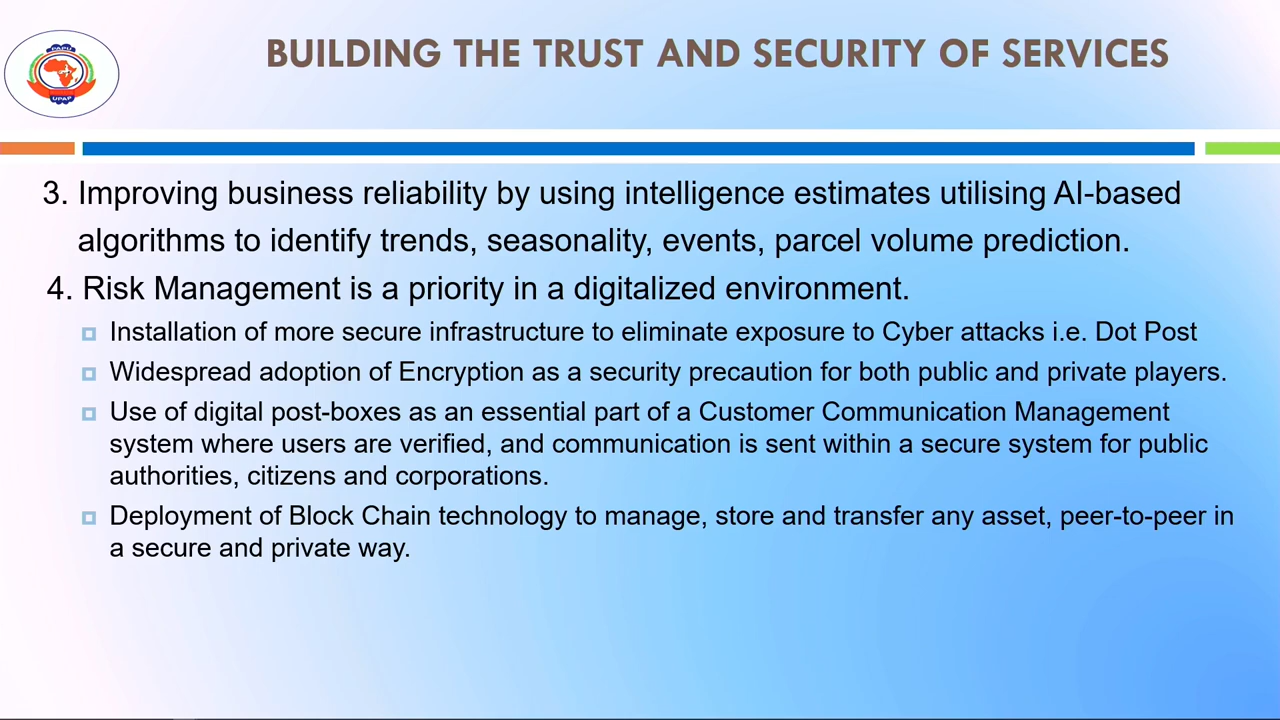 PAPU
UPAP
BUILDING THE TRUST AND SECURITY OF SERVICES
3. Improving business reliability by using intelligence estimates utilising AI-based
algorithms to identify trends, seasonality, events, parcel volume prediction.
4. Risk Management is a priority in a digitalized environment.
Installation of more secure infrastructure to eliminate exposure to Cyber attacks i.e. Dot Post
Widespread adoption of Encryption as a security precaution for both public and private players.
Use of digital post-boxes as an essential part of a Customer Communication Management
system where users are verified, and communication is sent within a secure system for public
authorities, citizens and corporations.
Deployment of Block Chain technology to manage, store and transfer any asset, peer-to-peer in
a secure and private way.